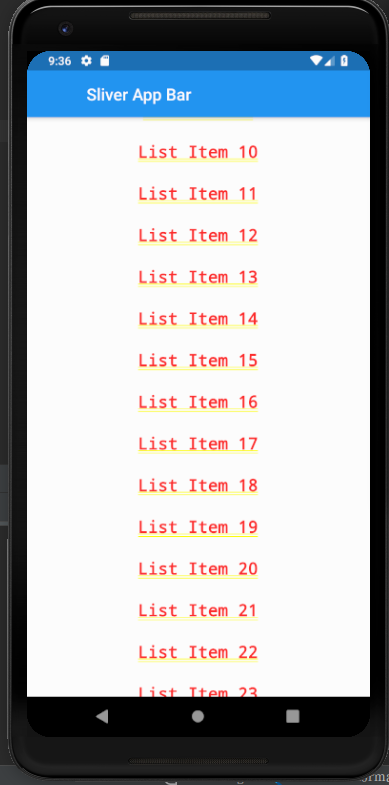 9:36
Sliver App Bar
List Item 10
List Item 11
List Item 12
List Item 13
List Item 14
List Item 15
List Item 16
List Item 17
List Item 18
List Item 19
List Item 20
List Item 21
List Item 22
List Item 23